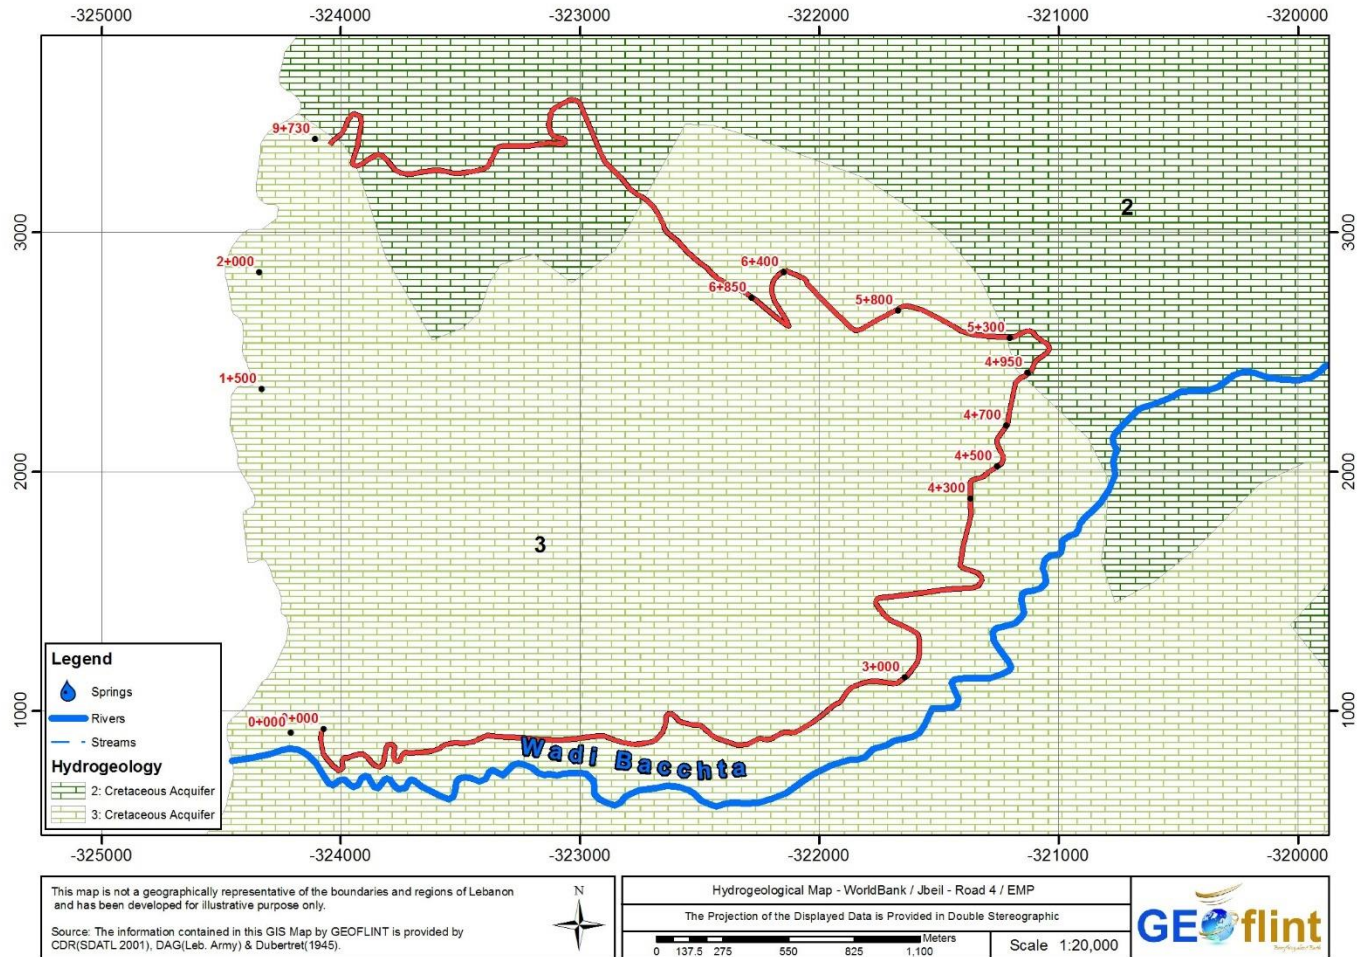 -325000 -324000 -323000 -322000 -321000 -320000
9+730
2
3000 3000
2+000 6+400
6+850
5+800
5+300
1+500 4+950
4+700
4+500
2000 2000
4+300
3
Legend
Springs
Rivers
Streams
Hydrogeology
2: Cretaceous Acquifer
3: Cretaceous Acquifer
3+000
1000 1000
0+000 +000
Wadi Bacchta
-325000 -324000 -323000 -322000 -321000 -320000
This map is not a geographically representative of the boundaries and regions of Lebanon
and has been developed for illustrative purpose only.
Source: The information contained in this GIS Map by GEOFLINT is provided by
CDR(SDATL 2001), DAG(Leb. Army) & Dubertret(1945).
N
Hydrogeological Map - WorldBank / Jbeil - Road 4 / EMP
The Projection of the Displayed Data is Provided in Double Stereographic
Meters
0 137.5 275 550 825 1,100
Scale 1:20,000
GEOflint